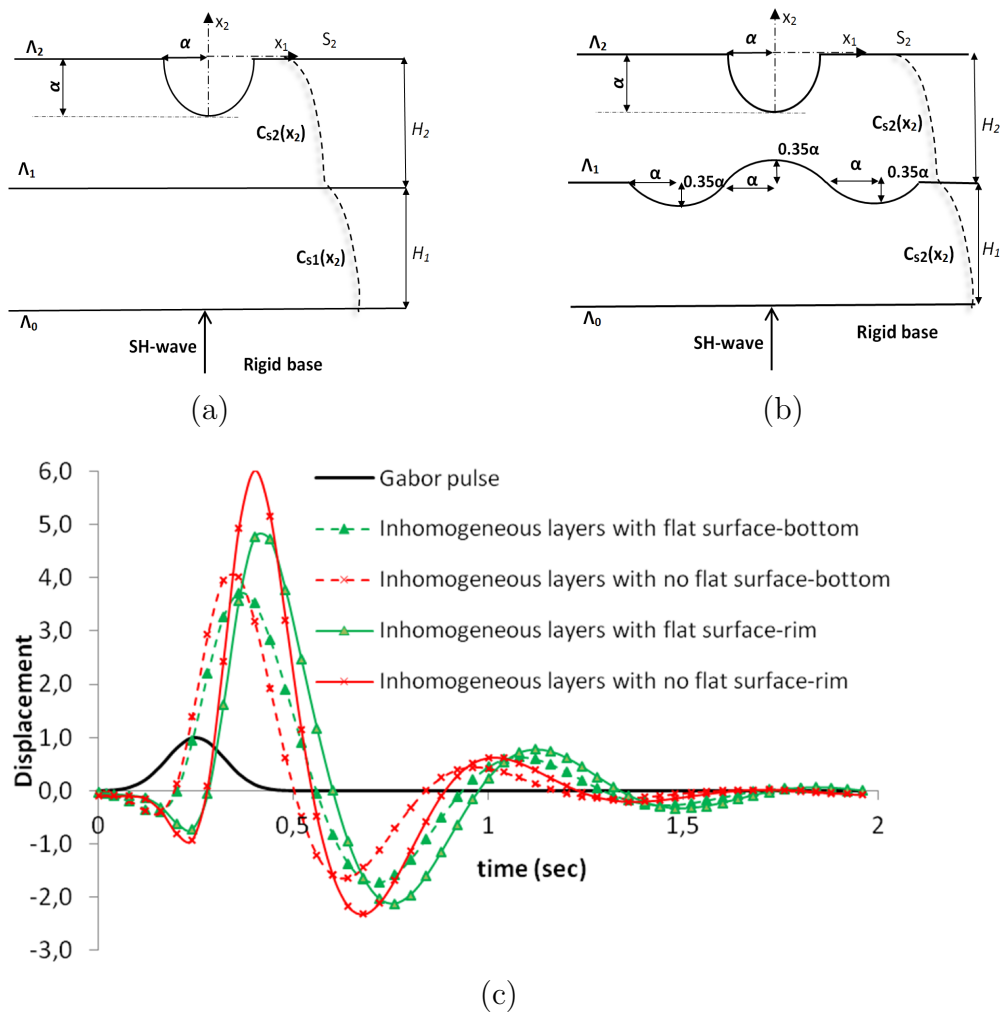 x₂
Λ₂
α
x₁
S₂
α
Cs2(x₂)
H₂
Λ₁
Cs1(x₂)
H₁
Λ₀
SH-wave
Rigid base
(a)
x₂
Λ₂
α
x₁
S₂
α
Cs2(x₂)
H₂
0.35α
Λ₁
α
0.35α
α
α
0.35α
Cs2(x₂)
H₁
Λ₀
SH-wave
Rigid base
(b)
6,0
5,0
4,0
3,0
2,0
1,0
0,0
-1,0
-2,0
-3,0
Displacement
Gabor pulse
Inhomogeneous layers with flat surface-bottom
Inhomogeneous layers with no flat surface-bottom
Inhomogeneous layers with flat surface-rim
Inhomogeneous layers with no flat surface-rim
0
0,5
1
1,5
2
time (sec)
(c)